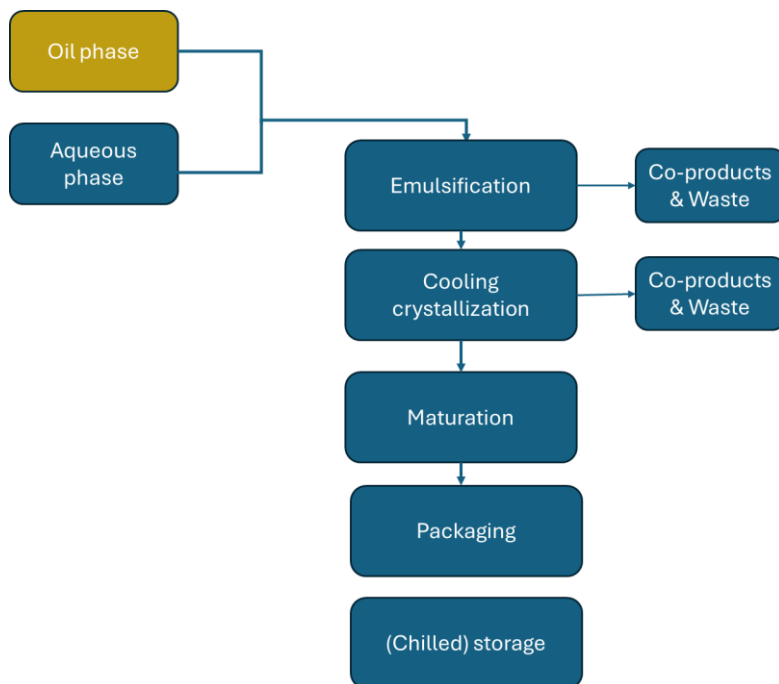 Oil phase
Aqueous
phase
Emulsification
Co-products
& Waste
Cooling
crystallization
Co-products
& Waste
Maturation
Packaging
(Chilled) storage